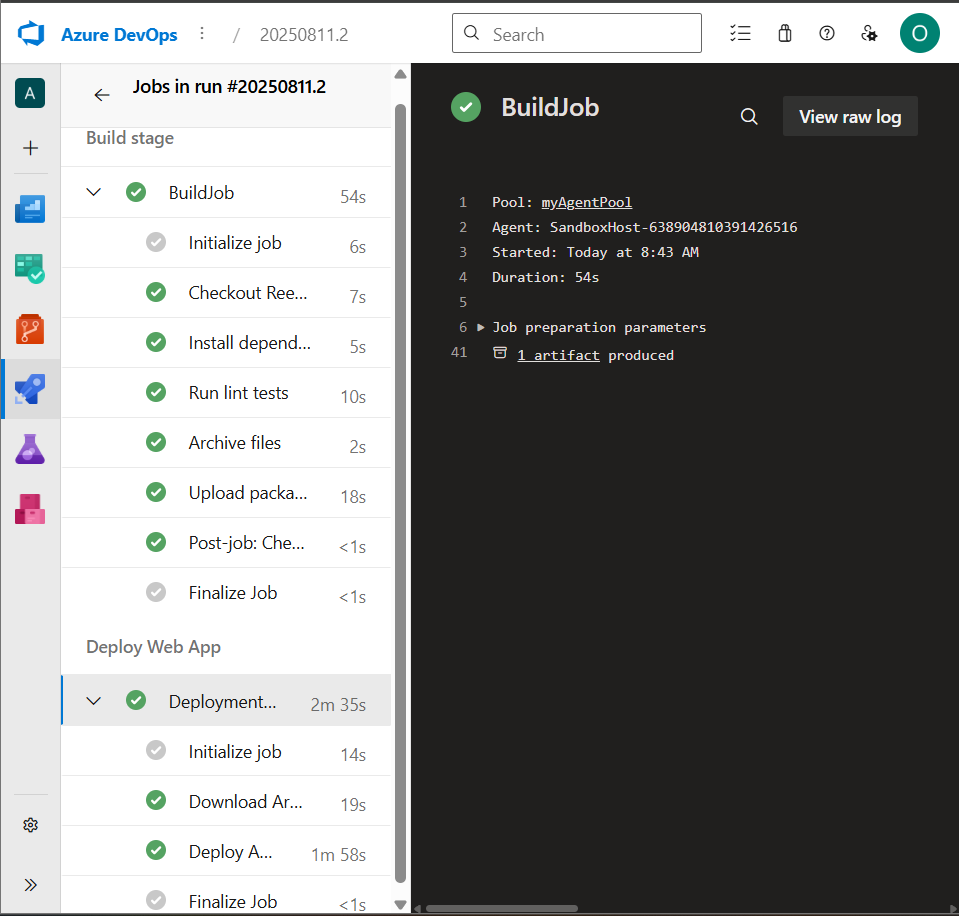 Azure DevOps / 20250811.2
Search
O
A
Jobs in run #20250811.2
Build stage
BuildJob 54s
Initialize job 6s
Checkout Ree... 7s
Install depend... 5s
Run lint tests 10s
Archive files 2s
Upload packa... 18s
Post-job: Che... <1s
Finalize Job <1s
Deploy Web App
Deployment... 2m 35s
Initialize job 14s
Download Ar... 19s
Deploy A... 1m 58s
Finalize Job <1s
BuildJob
View raw log
1 Pool: myAgentPool
2 Agent: SandboxHost-638904810391426516
3 Started: Today at 8:43 AM
4 Duration: 54s
5
6 Job preparation parameters
41 1 artifact produced